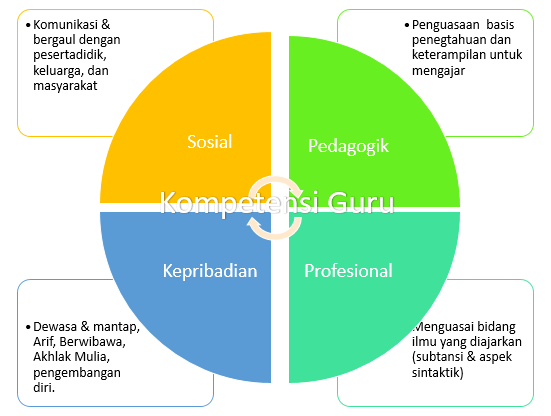 • Komunikasi &
bergaul dengan
pesertadidik,
keluarga, dan
masyarakat
• Penguasaan basis
penegtahuan dan
keterampilan untuk
mengajar
Sosial
Pedagogik
Kompetensi Guru
Kepribadian
Profesional
• Dewasa & mantap,
Arif, Berwibawa,
Akhlak Mulia,
pengembangan
diri.
Menguasai bidang
ilmu yang diajarkan
(subtansi & aspek
sintaktik)